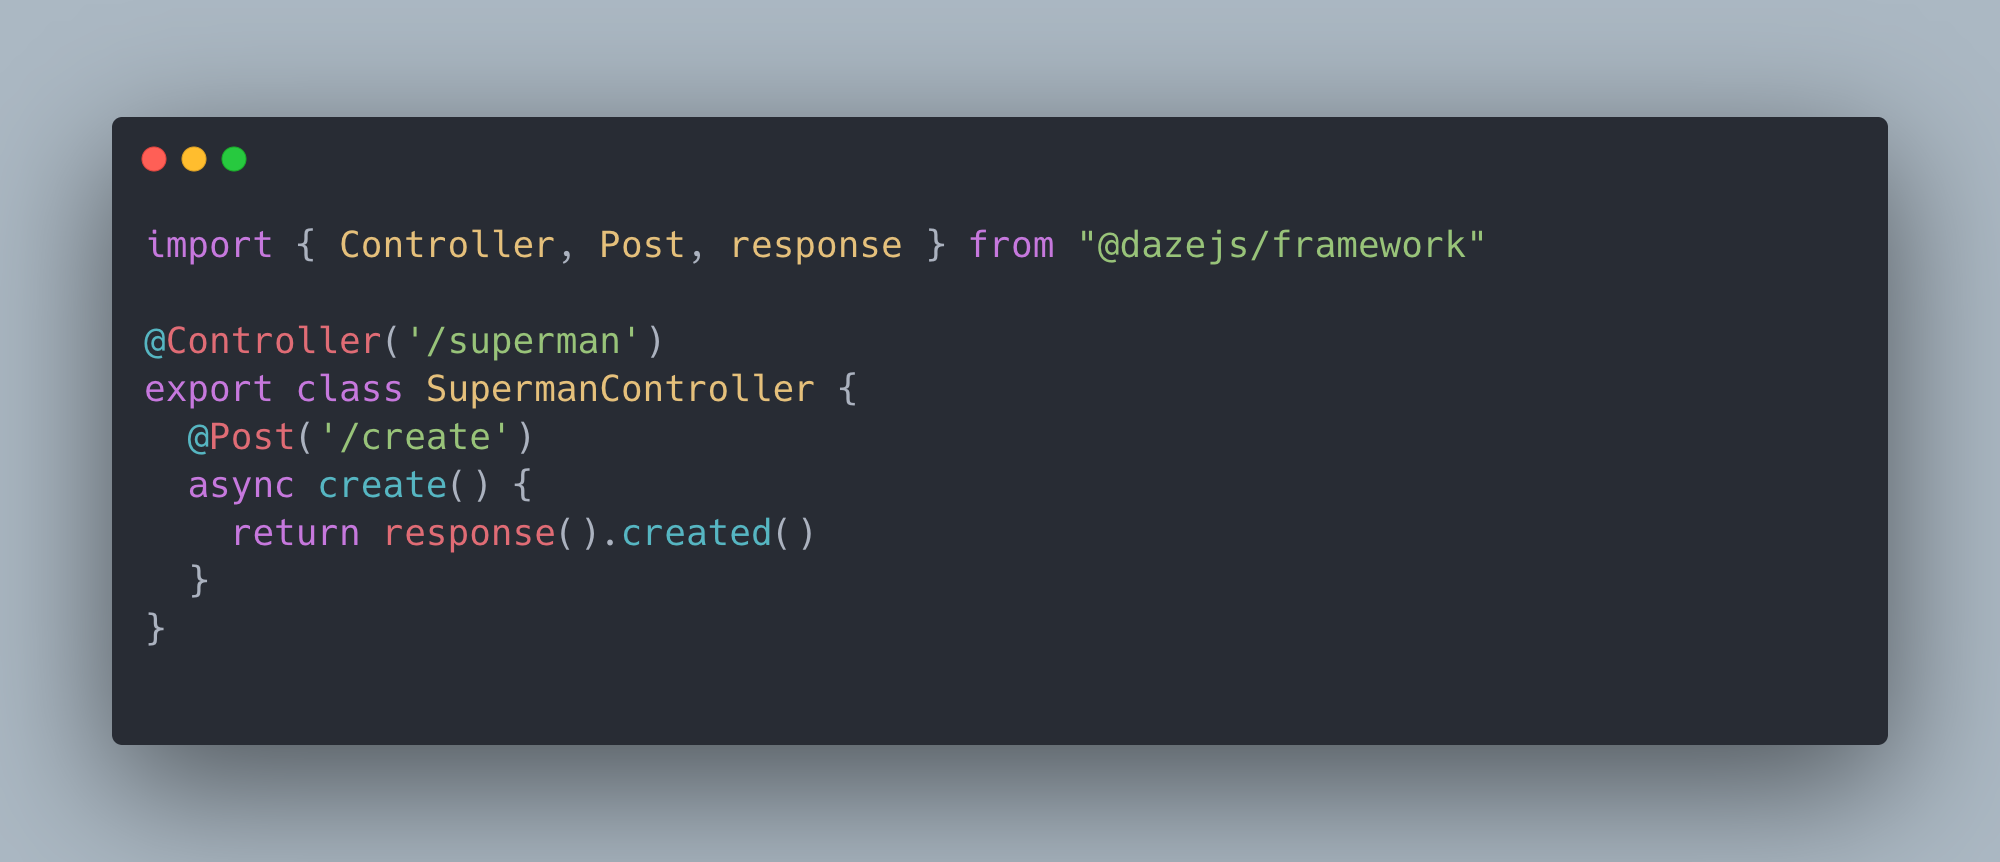 import { Controller, Post, response } from "@dazejs/framework"

@Controller('/superman')
export class SupermanController {
  @Post('/create')
  async create() {
    return response().created()
  }
}